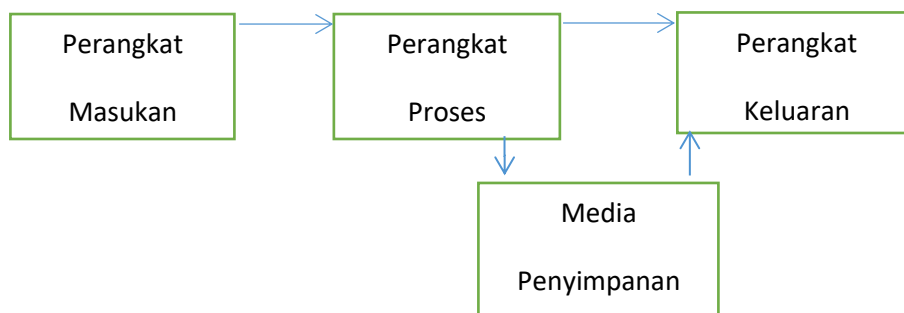 Perangkat
Masukan
Perangkat
Proses
Perangkat
Keluaran
Media
Penyimpanan